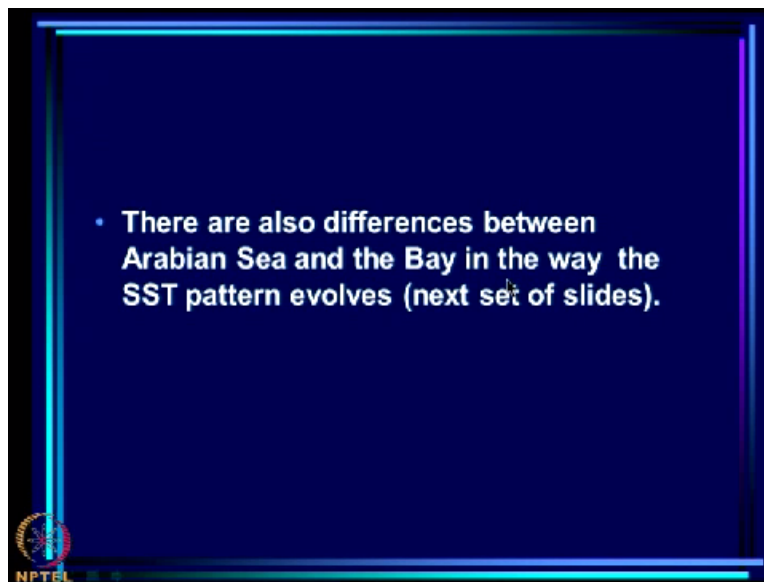 • There are also differences between
Arabian Sea and the Bay in the way the
SST pattern evolves (next set of slides).
NPTEL